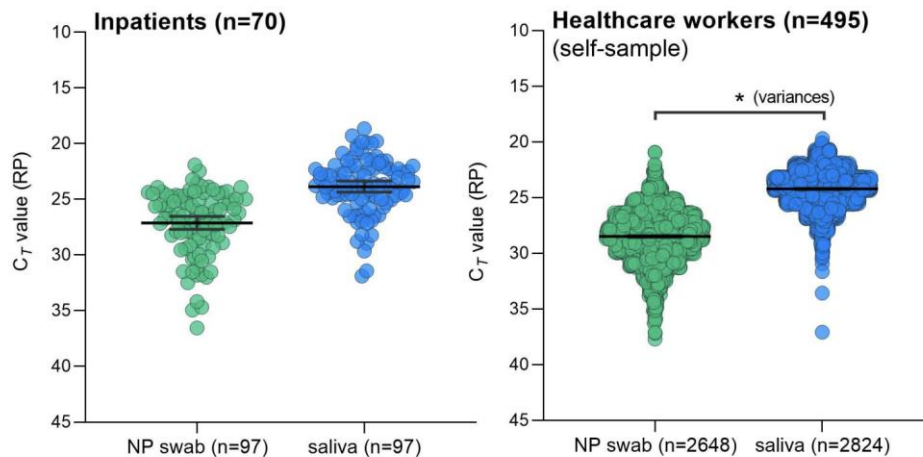 Inpatients (n=70)
10
15
20
25
30
35
40
45
C_T value (RP)
NP swab (n=97)
saliva (n=97)
Healthcare workers (n=495)
(self-sample)
* (variances)
10
15
20
25
30
35
40
45
C_T value (RP)
NP swab (n=2648)
saliva (n=2824)